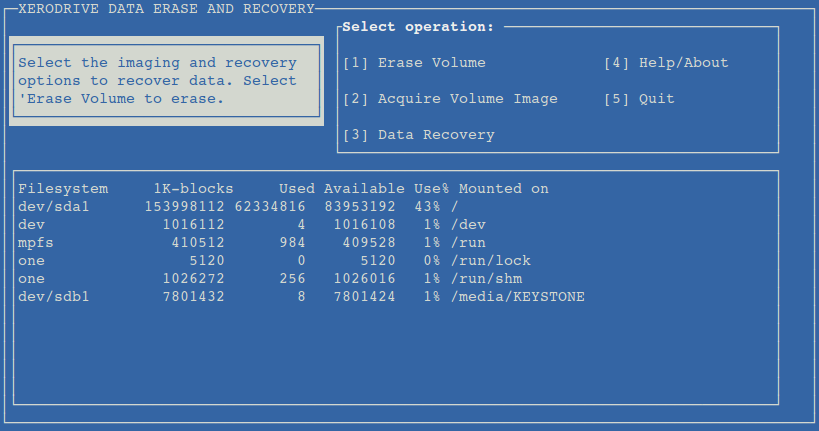 XERODRIVE DATA ERASE AND RECOVERY
Select the imaging and recovery
options to recover data. Select
'Erase Volume to erase.
Select operation:
[1] Erase Volume [4] Help/About
[2] Acquire Volume Image [5] Quit
[3] Data Recovery
Filesystem 1K-blocks Used Available Use% Mounted on
dev/sda1 153998112 62334816 83953192 43% /
dev 1016112 4 1016108 1% /dev
mpfs 410512 984 409528 1% /run
one 5120 0 5120 0% /run/lock
one 1026272 256 1026016 1% /run/shm
dev/sdb1 7801432 8 7801424 1% /media/KEYSTONE